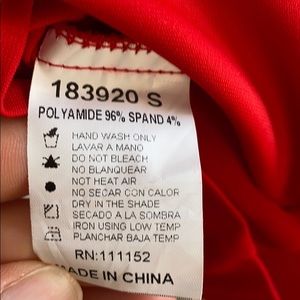 183920 S
POLYAMIDE 96% SPAND 4%
HAND WASH ONLY
LAVAR A MANO
DO NOT BLEACH
NO BLANQUEAR
NOT HEAT AIR
NO SECAR CON CALOR
DRY IN THE SHADE
SECADO A LA SOMBRA
IRON USING LOW TEMP
PLANCHAR BAJA TEMP
RN:111152
MADE IN CHINA